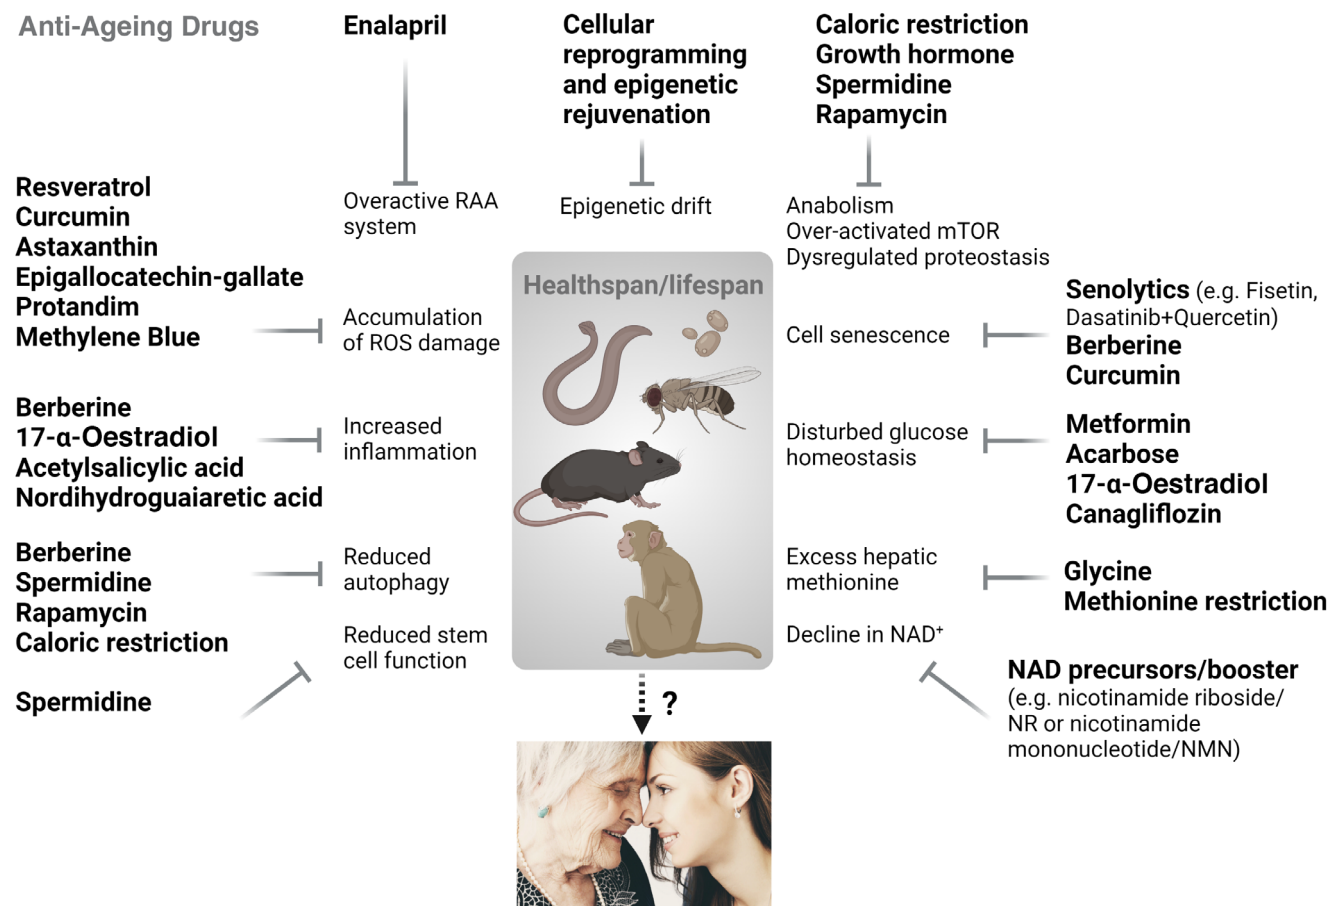 Anti-Ageing Drugs
Enalapril
Cellular
reprogramming
and epigenetic
rejuvenation
Caloric restriction
Growth hormone
Spermidine
Rapamycin
Overactive RAA
system
Epigenetic drift
Anabolism
Over-activated mTOR
Dysregulated proteostasis
Resveratrol
Curcumin
Astaxanthin
Epigallocatechin-gallate
Protandim
Methylene Blue
Accumulation
of ROS damage
Healthspan/lifespan
Cell senescence
Senolytics (e.g. Fisetin,
Dasatinib+Quercetin)
Berberine
Curcumin
Berberine
17-α-Oestradiol
Acetylsalicylic acid
Nordihydroguaiaretic acid
Increased
inflammation
Disturbed glucose
homeostasis
Metformin
Acarbose
17-α-Oestradiol
Canagliflozin
Berberine
Spermidine
Rapamycin
Caloric restriction
Reduced
autophagy
Excess hepatic
methionine
Glycine
Methionine restriction
Spermidine
Reduced stem
cell function
Decline in NAD⁺
NAD precursors/booster
(e.g. nicotinamide riboside/
NR or nicotinamide
mononucleotide/NMN)
?